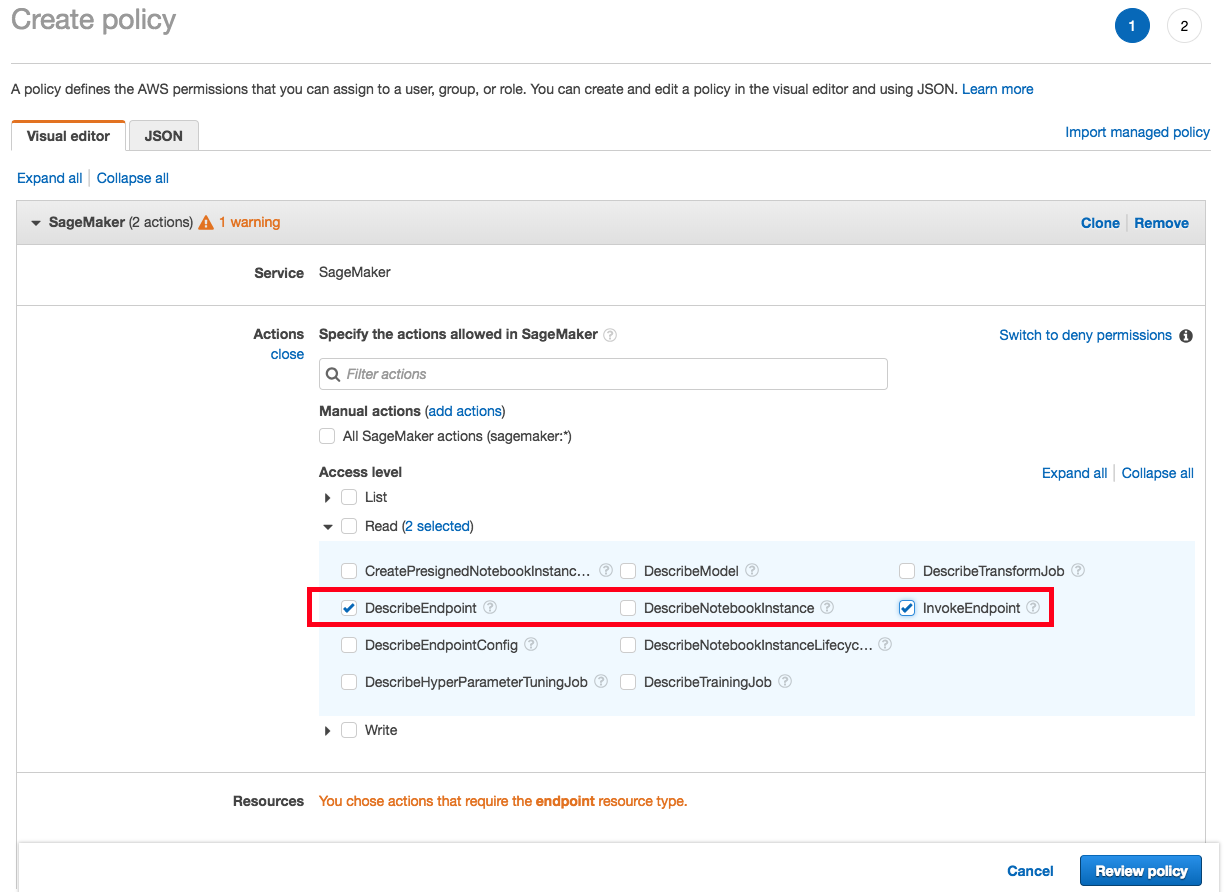 Create policy
1
2
A policy defines the AWS permissions that you can assign to a user, group, or role. You can create and edit a policy in the visual editor and using JSON. Learn more
Visual editor
JSON
Import managed policy
Expand all
Collapse all
SageMaker (2 actions) 1 warning
Clone
Remove
Service
SageMaker
Actions
close
Specify the actions allowed in SageMaker ?
Switch to deny permissions
Filter actions
Manual actions (add actions)
All SageMaker actions (sagemaker:*)
Access level
Expand all
Collapse all
List
Read (2 selected)
CreatePresignedNotebookInstanc... ?
DescribeModel ?
DescribeTransformJob ?
DescribeEndpoint ?
DescribeNotebookInstance ?
InvokeEndpoint ?
DescribeEndpointConfig ?
DescribeNotebookInstanceLifecyc... ?
DescribeHyperParameterTuningJob ?
DescribeTrainingJob ?
Write
Resources
You chose actions that require the endpoint resource type.
Cancel
Review policy